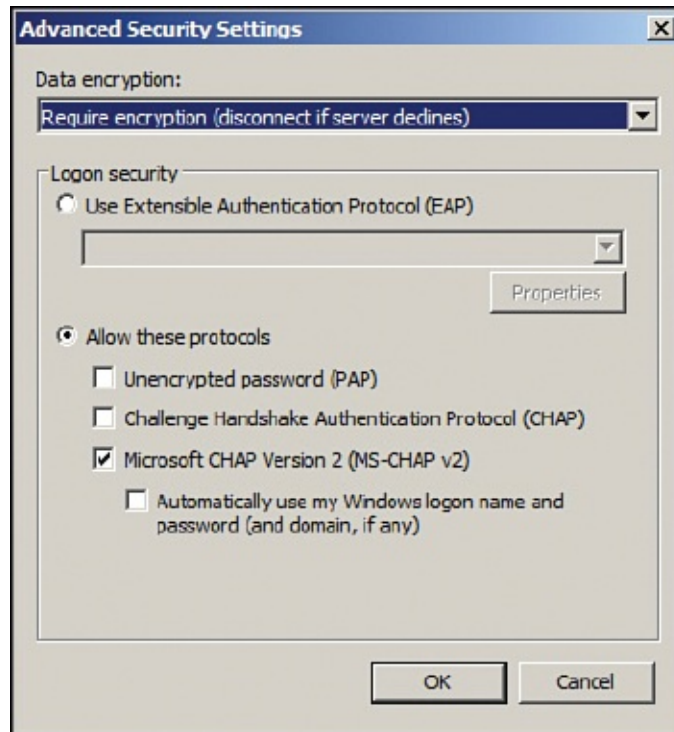 Advanced Security Settings
Data encryption:
Require encryption (disconnect if server declines)
Logon security
Use Extensible Authentication Protocol (EAP)
Properties
Allow these protocols
Unencrypted password (PAP)
Challenge Handshake Authentication Protocol (CHAP)
Microsoft CHAP Version 2 (MS-CHAP v2)
Automatically use my Windows logon name and
password (and domain, if any)
OK
Cancel